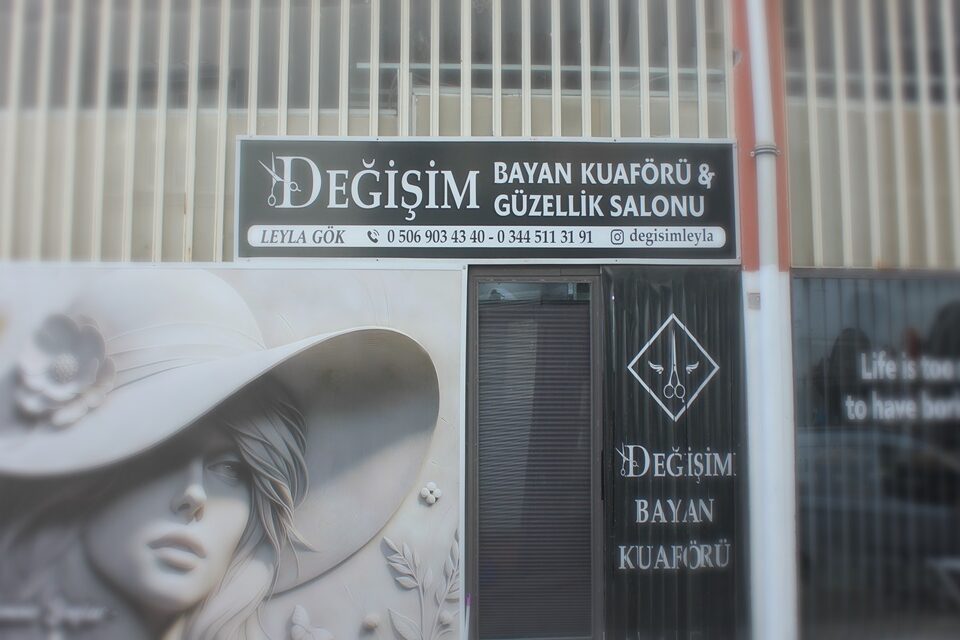 DEĞİŞİM
BAYAN KUAFÖRÜ &
GÜZELLİK SALONU
LEYLA GÖK 0 506 903 43 40 - 0 344 511 31 91 degisimleyla
DEĞİŞİM
BAYAN
KUAFÖRÜ
Life is too
to have